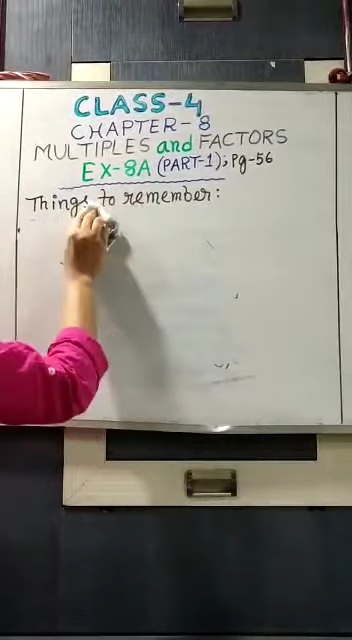 CLASS-4
CHAPTER-8
MULTIPLES and FACTORS
EX-8A (PART-1); Pg-56
Things to remember: